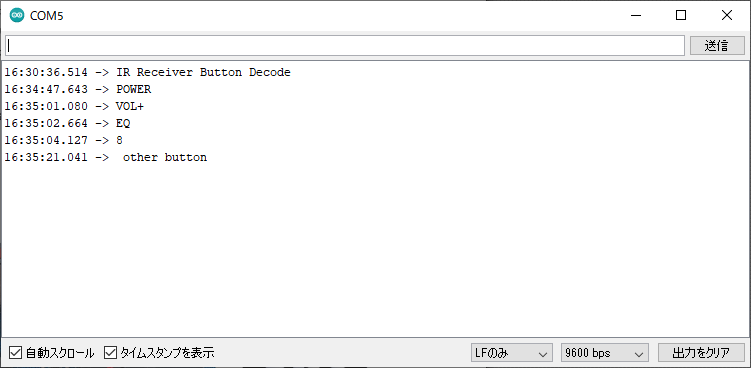 COM5
送信
16:30:36.514 -> IR Receiver Button Decode
16:34:47.643 -> POWER
16:35:01.080 -> VOL+
16:35:02.664 -> EQ
16:35:04.127 -> 8
16:35:21.041 ->  other button
自動スクロール タイムスタンプを表示 LFのみ 9600 bps 出力をクリア